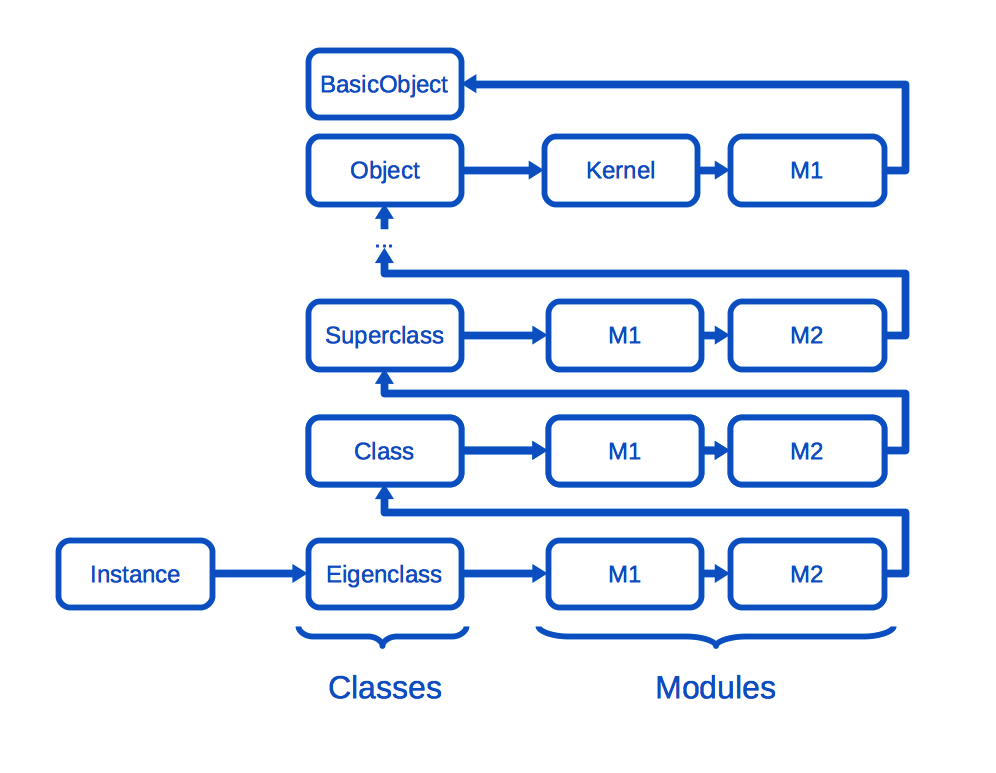 BasicObject
Object Kernel M1
...
Superclass M1 M2
Class M1 M2
Instance Eigenclass M1 M2
Classes Modules